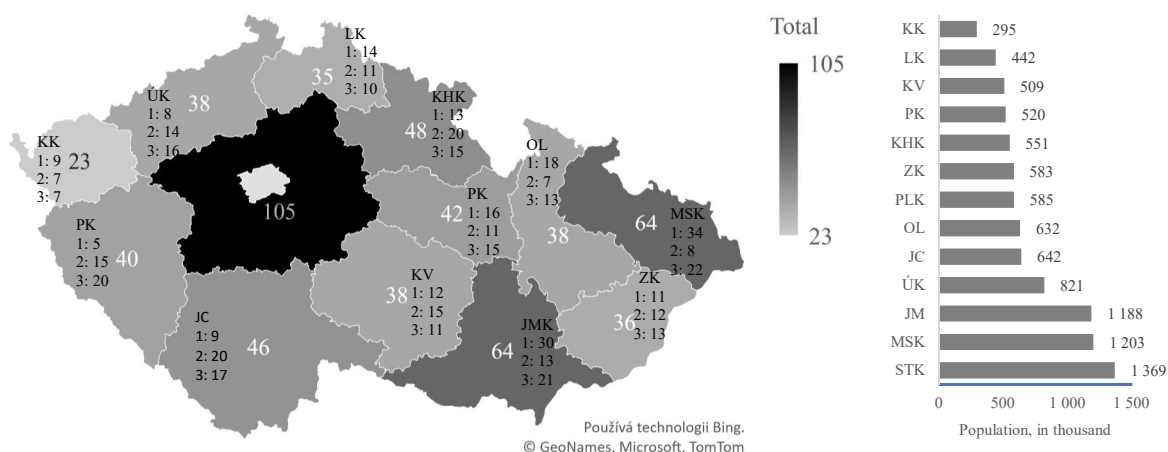 LK
1: 14
2: 11
3: 10
35
ÚK
1: 8
2: 14
3: 16
38
KHK
1: 13
2: 20
3: 15
48
KK
1: 9
2: 7
3: 7
23
105
OL
1: 18
2: 7
3: 13
38
PK
1: 16
2: 11
3: 15
42
MSK
1: 34
2: 8
3: 22
64
PK
1: 5
2: 15
3: 20
40
KV
1: 12
2: 15
3: 11
38
ZK
1: 11
2: 12
3: 13
36
JC
1: 9
2: 20
3: 17
46
JMK
1: 30
2: 13
3: 21
64
Používá technologii Bing.
© GeoNames, Microsoft, TomTom
Total
105
23
KK 295
LK 442
KV 509
PK 520
KHK 551
ZK 583
PLK 585
OL 632
JC 642
ÚK 821
JM 1 188
MSK 1 203
STK 1 369
0 500 1 000 1 500
Population, in thousand